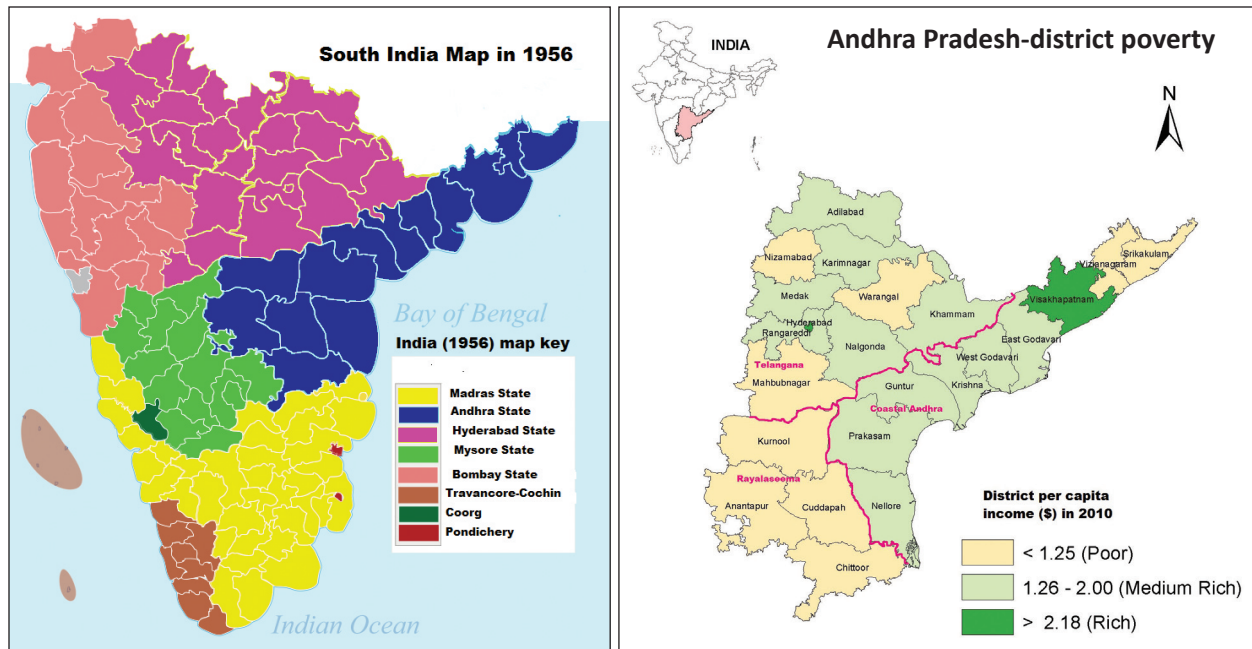 South India Map in 1956
Bay of Bengal
India (1956) map key
Madras State
Andhra State
Hyderabad State
Mysore State
Bombay State
Travancore-Cochin
Coorg
Pondichery
Indian Ocean
Andhra Pradesh-district poverty
INDIA
N
Adilabad
Nizamabad
Karimnagar
Srikakulam
Vizianagaram
Medak
Warangal
Visakhapatnam
Khammam
Hyderabad
Rangareddi
East Godavari
Nalgonda
West Godavari
Telangana
Mahbubnagar
Krishna
Guntur
Coastal Andhra
Kurnool
Prakasam
Rayalaseema
Anantapur
Cuddapah
Nellore
Chittoor
District per capita
income ($) in 2010
< 1.25 (Poor)
1.26 - 2.00 (Medium Rich)
> 2.18 (Rich)